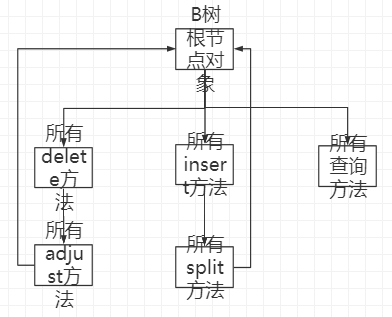 B树
根节
点对
象
所有
delet
e方
法
所有
inser
t方法
所有
查询
方法
所有
adju
st方
法
所有
split
方法